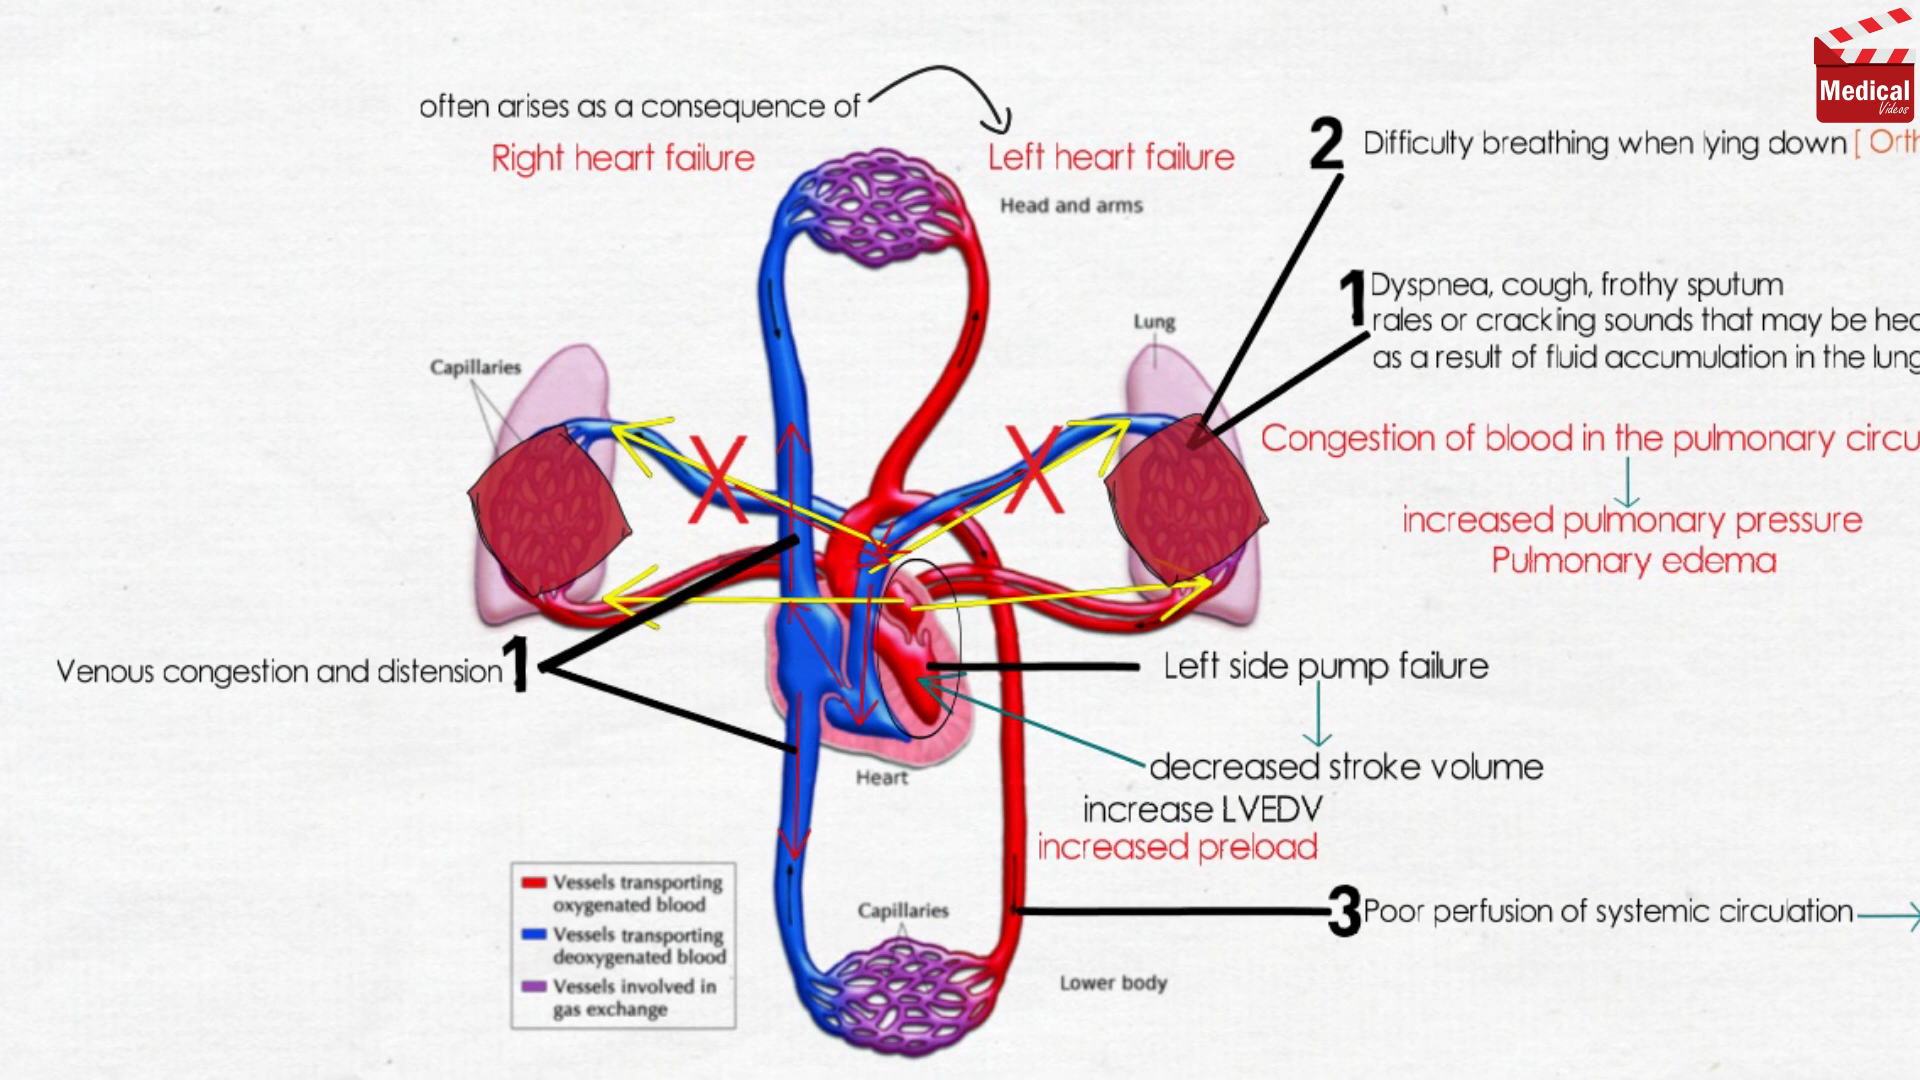 Medical
Videos
often arises as a consequence of
Right heart failure
Left heart failure
Head and arms
2 Difficulty breathing when lying down [
1 Dyspnea, cough, frothy sputum
rales or crackling sounds that may be
as a result of fluid accumulation in the
Lung
Capillaries
Congestion of blood in the pulmonary
increased pulmonary pressure
Pulmonary edema
X
X
Venous congestion and distension 1
Left side pump failure
decreased stroke volume
increase LVEDV
increased preload
Heart
Capillaries
3 Poor perfusion of systemic circulation
Lower body
Vessels transporting
oxygenated blood
Vessels transporting
deoxygenated blood
Vessels involved in
gas exchange